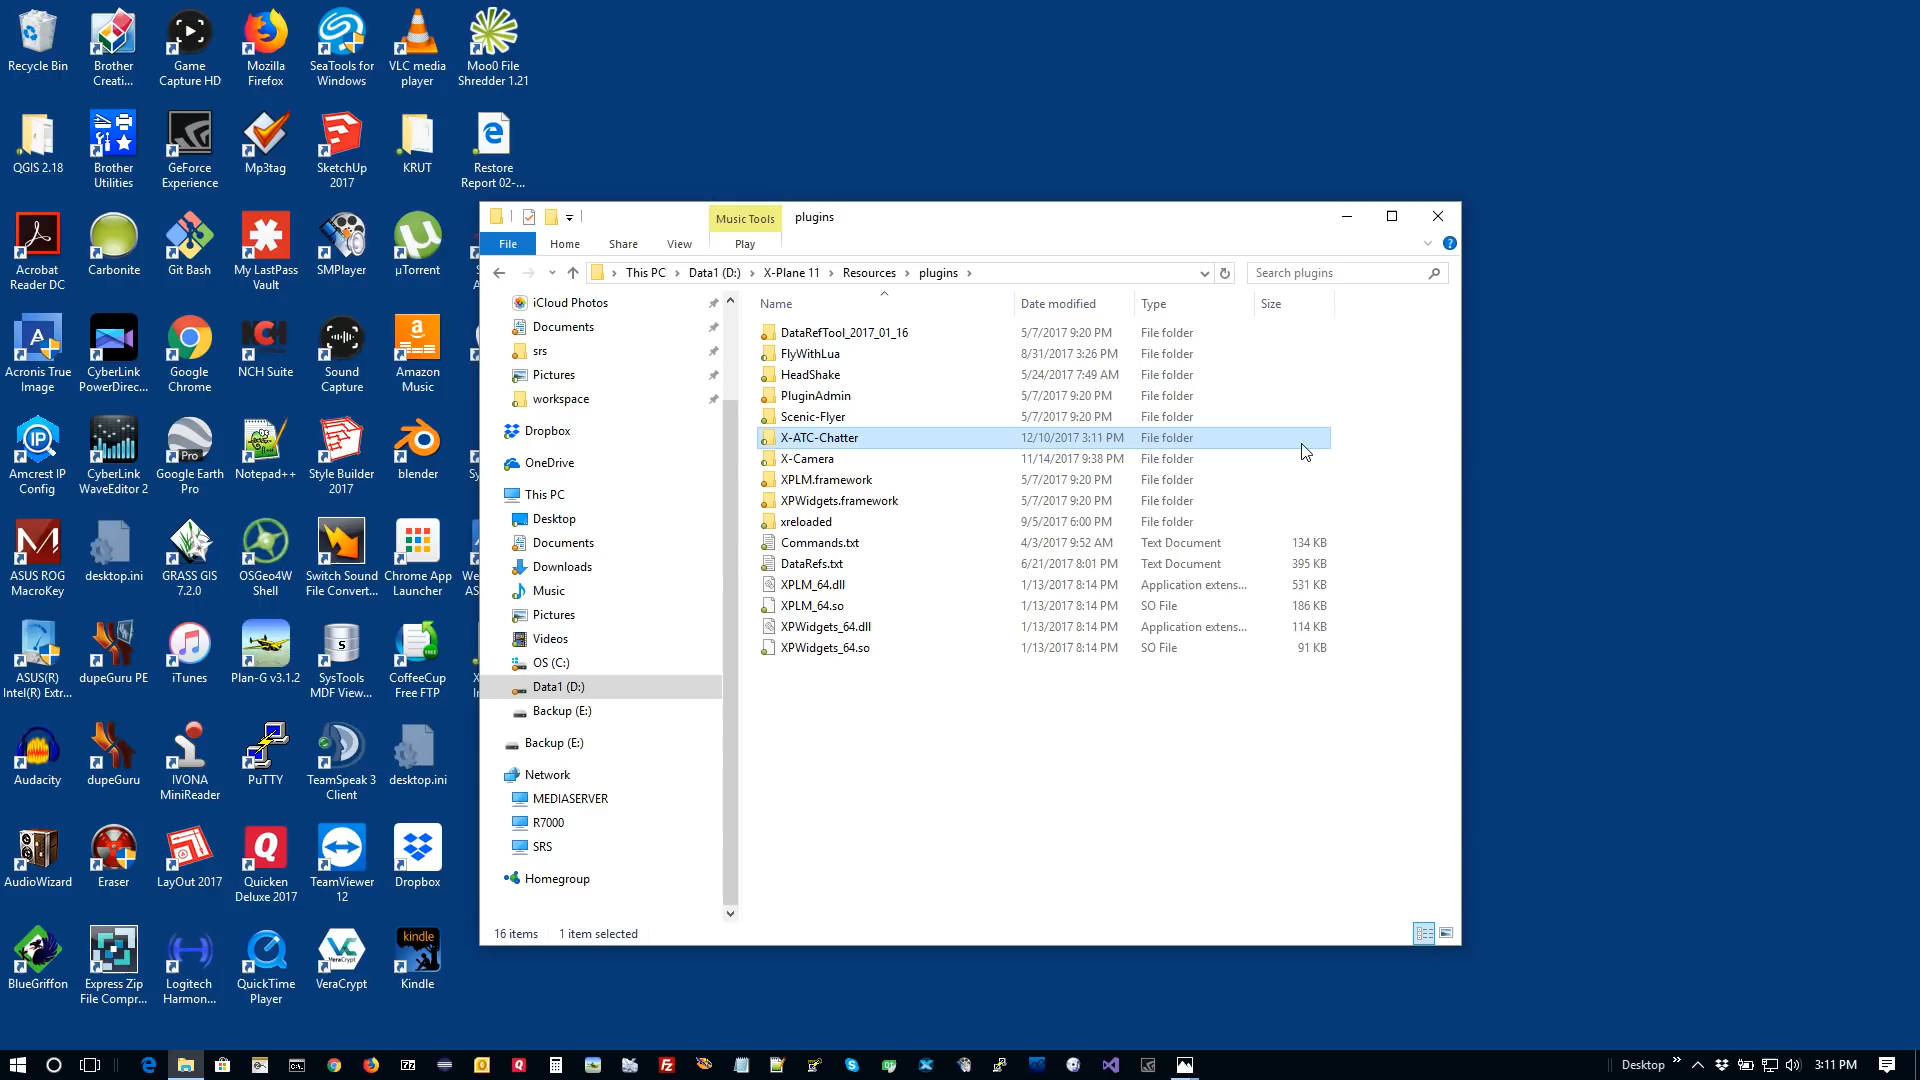 Recycle Bin
Brother
Creati...
Game
Capture HD
Mozilla
Firefox
SeaTools for
Windows
VLC media
player
Moo0 File
Shredder 1.21
QGIS 2.18
Brother
Utilities
GeForce
Experience
Mp3tag
SketchUp
2017
KRUT
Restore
Report 02-...
Acrobat
Reader DC
Carbonite
Git Bash
My LastPass
Vault
SMPlayer
µTorrent
Acronis True
Image
CyberLink
PowerDirec...
Google
Chrome
NCH Suite
Sound
Capture
Amazon
Music
Amcrest IP
Config
CyberLink
WaveEditor 2
Google Earth
Pro
Notepad++
Style Builder
2017
blender
ASUS ROG
MacroKey
desktop.ini
GRASS GIS
7.2.0
OSGeo4W
Shell
Switch Sound
File Convert...
Chrome App
Launcher
ASUS(R)
Intel(R) Extr...
dupeGuru PE
iTunes
Plan-G v3.1.2
SysTools
MDF View...
CoffeeCup
Free FTP
Audacity
dupeGuru
IVONA
MiniReader
PuTTY
TeamSpeak 3
Client
desktop.ini
AudioWizard
Eraser
LayOut 2017
Quicken
Deluxe 2017
TeamViewer
12
Dropbox
BlueGriffon
Express Zip
File Compr...
Logitech
Harmon...
QuickTime
Player
VeraCrypt
kindle
Kindle
Music Tools
plugins
File
Home
Share
View
Play
This PC
Data1 (D:)
X-Plane 11
Resources
plugins
Search plugins
iCloud Photos
Documents
srs
Pictures
workspace
Dropbox
OneDrive
This PC
Desktop
Documents
Downloads
Music
Pictures
Videos
OS (C:)
Data1 (D:)
Backup (E:)
Backup (E:)
Network
MEDIASERVER
R7000
SRS
Homegroup
Name Date modified Type Size
DataRefTool_2017_01_16 5/7/2017 9:20 PM File folder
FlyWithLua 8/31/2017 3:26 PM File folder
HeadShake 5/24/2017 7:49 AM File folder
PluginAdmin 5/7/2017 9:20 PM File folder
Scenic-Flyer 5/7/2017 9:20 PM File folder
X-ATC-Chatter 12/10/2017 3:11 PM File folder
X-Camera 11/14/2017 9:38 PM File folder
XPLM.framework 5/7/2017 9:20 PM File folder
XPWidgets.framework 5/7/2017 9:20 PM File folder
xreloaded 9/5/2017 6:00 PM File folder
Commands.txt 4/3/2017 9:52 AM Text Document 134 KB
DataRefs.txt 6/21/2017 8:01 PM Text Document 395 KB
XPLM_64.dll 1/13/2017 8:14 PM Application extens... 531 KB
XPLM_64.so 1/13/2017 8:14 PM SO File 186 KB
XPWidgets_64.dll 1/13/2017 8:14 PM Application extens... 114 KB
XPWidgets_64.so 1/13/2017 8:14 PM SO File 91 KB
16 items 1 item selected
Desktop
3:11 PM